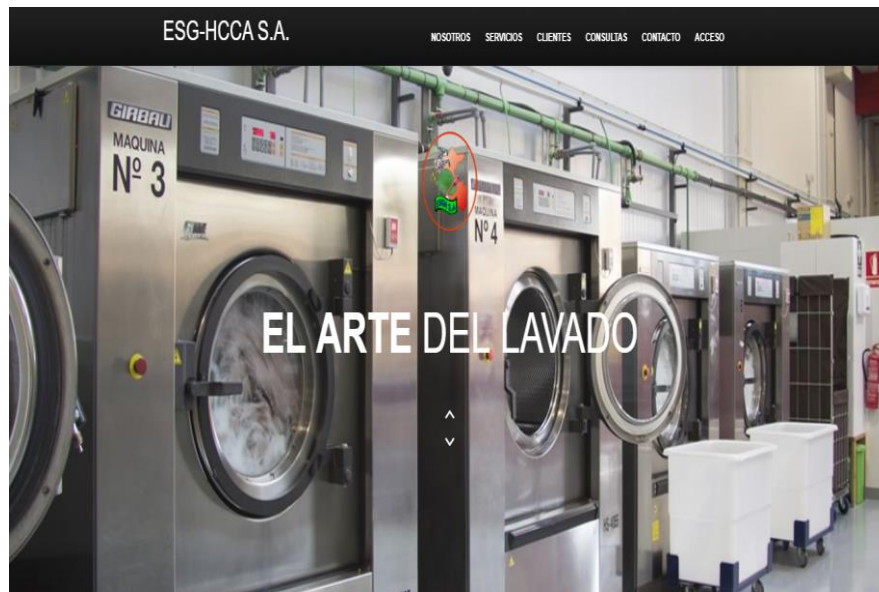 ESG-HCCA S.A.
NOSOTROS SERVICIOS CLIENTES CONSULTAS CONTACTO ACCESO
GIRBAU
MAQUINA
Nº 3
MAQUINA
Nº 4
EL ARTE DEL LAVADO